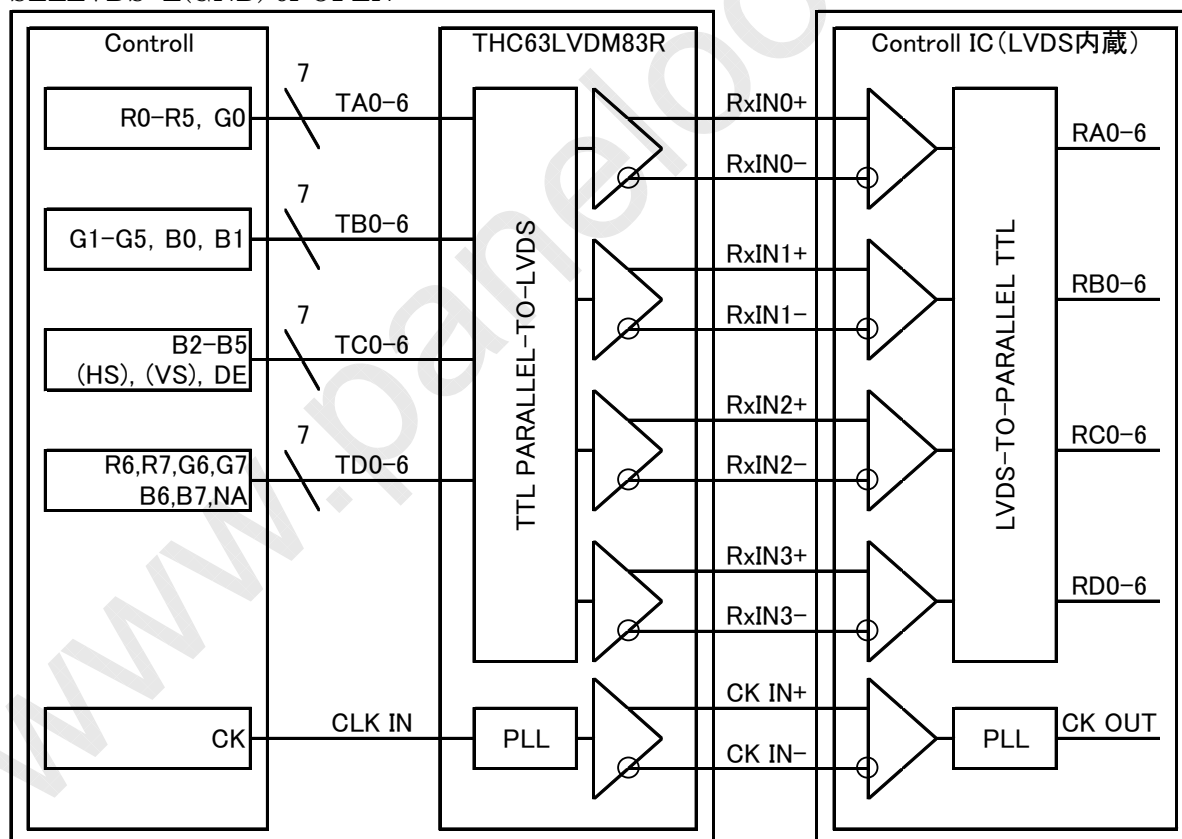 SELLVDS=L(GND) or OPEN
Controll
THC63LVDM83R
Controll IC(LVDS内蔵)
7
R0-R5, G0
TA0-6
RxIN0+
RxIN0-
RA0-6
7
G1-G5, B0, B1
TB0-6
RxIN1+
RxIN1-
RB0-6
7
B2-B5
(HS), (VS), DE
TC0-6
RxIN2+
RxIN2-
RC0-6
7
R6,R7,G6,G7
B6,B7,NA
TD0-6
RxIN3+
RxIN3-
RD0-6
TTL PARALLEL-TO-LVDS
LVDS-TO-PARALLEL TTL
CK
CLK IN
PLL
CK IN+
CK IN-
PLL
CK OUT